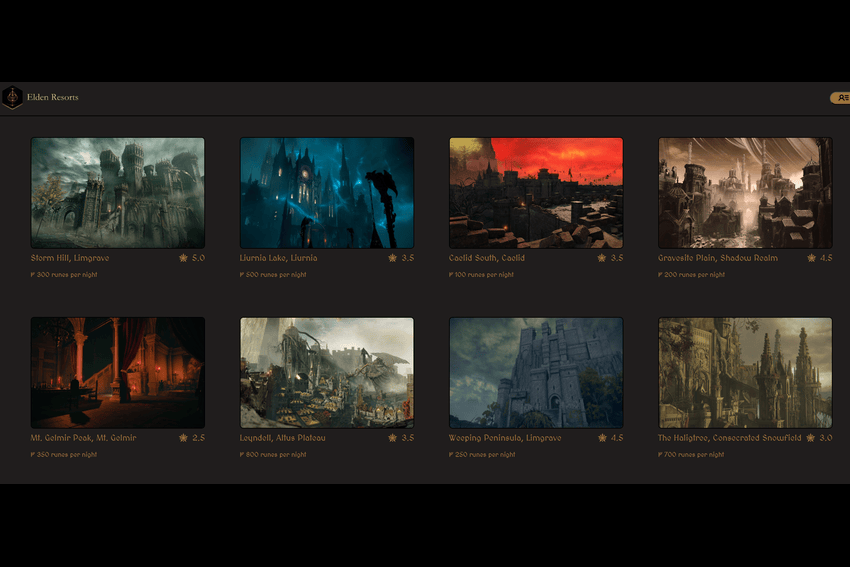 Elden Resorts
Storm Hill, Limgrave 5.0
300 runes per night
Liurnia Lake, Liurnia 3.5
500 runes per night
Caelid South, Caelid 3.5
100 runes per night
Gravesite Plain, Shadow Realm 4.5
200 runes per night
Mt. Gelmir Peak, Mt. Gelmir 2.5
350 runes per night
Leyndell, Altus Plateau 3.5
800 runes per night
Weeping Peninsula, Limgrave 4.5
250 runes per night
The Haligtree, Consecrated Snowfield 3.0
700 runes per night